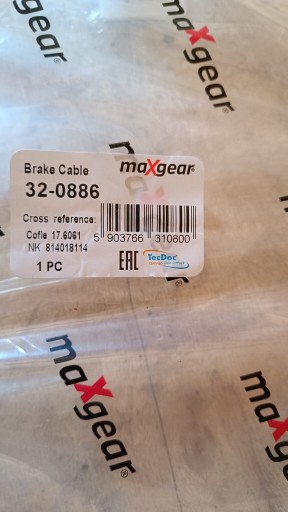 maXgear
maXgear
maXgear
Brake Cable
maXgear
32-0886
Cross reference:
Cofle 17.6061
NK 814018114
5 903766 310800
1 PC
EAC
TecDoc
maXgear
maXgear